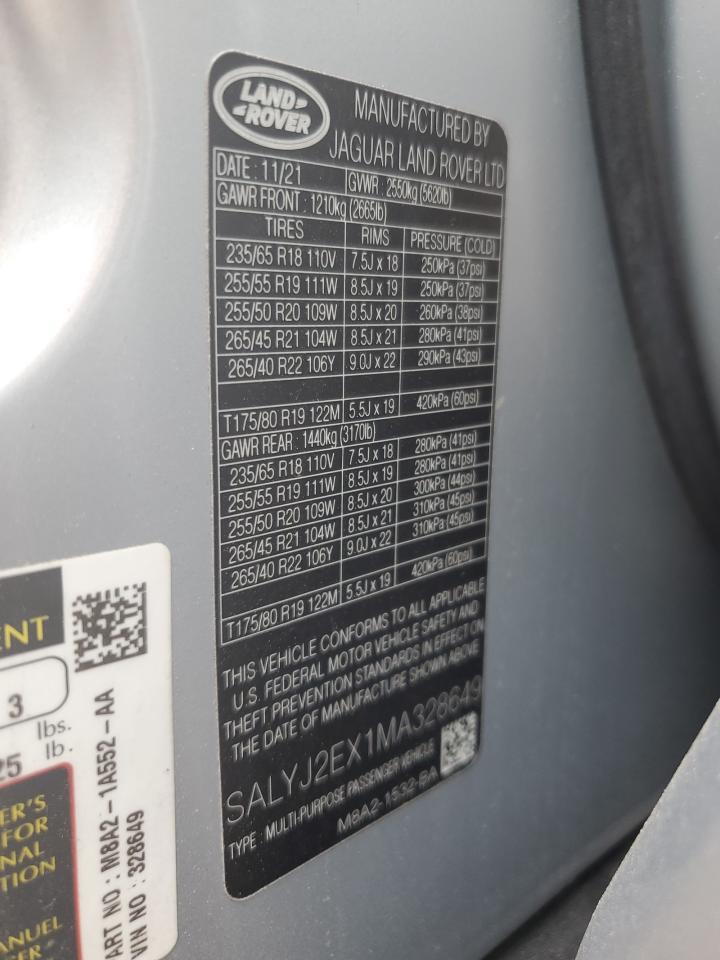 LAND-
-ROVER
MANUFACTURED BY
JAGUAR LAND ROVER LTD
DATE : 11/21 GVWR : 2550kg (5620lb)
GAWR FRONT : 1210kg (2665lb)
TIRES RIMS PRESSURE (COLD)
235/65 R18 110V 7.5J x 18 250kPa (37psi)
255/55 R19 111W 8.5J x 19 250kPa (37psi)
255/50 R20 109W 8.5J x 20 260kPa (38psi)
265/45 R21 104W 8.5J x 21 280kPa (41psi)
265/40 R22 106Y 9.0J x 22 290kPa (43psi)
T175/80 R19 122M 5.5J x 19 420kPa (60psi)
GAWR REAR : 1440kg (3170lb)
235/65 R18 110V 7.5J x 18 280kPa (41psi)
255/55 R19 111W 8.5J x 19 280kPa (41psi)
255/50 R20 109W 8.5J x 20 300kPa (44psi)
265/45 R21 104W 8.5J x 21 310kPa (45psi)
265/40 R22 106Y 9.0J x 22 310kPa (45psi)
T175/80 R19 122M 5.5J x 19 420kPa (60psi)
THIS VEHICLE CONFORMS TO ALL APPLICABLE
U.S. FEDERAL MOTOR VEHICLE SAFETY AND
THEFT PREVENTION STANDARDS IN EFFECT ON
THE DATE OF MANUFACTURE SHOWN ABOVE
SALYJ2EX1MA328649
TYPE : MULTI-PURPOSE PASSENGER VEHICLE
M8A2-1532-BA
ENT
3
lbs.
25 lb.
ER'S
FOR
NAL
TION
ANUEL
ER
ART NO : M8A2-1A552-AA
VIN NO : 328649